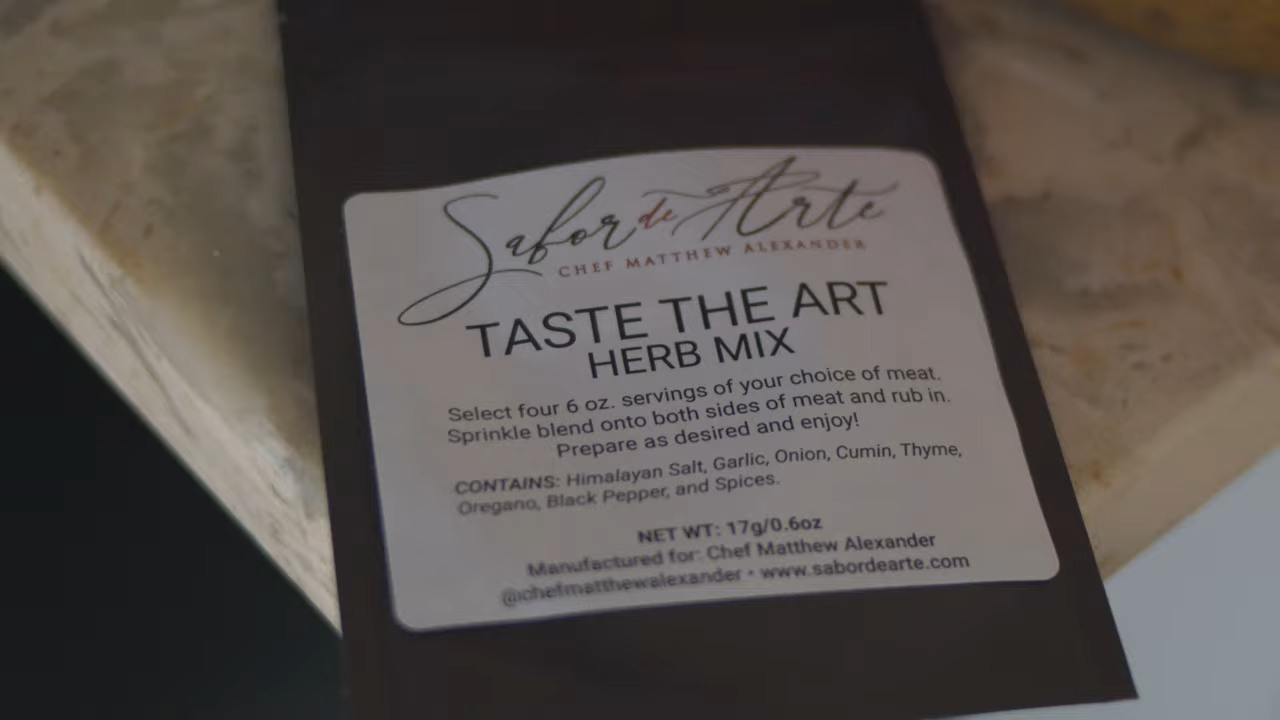 Sabor de Arte
CHEF MATTHEW ALEXANDER
TASTE THE ART
HERB MIX
Select four 6 oz. servings of your choice of meat.
Sprinkle blend onto both sides of meat and rub in.
Prepare as desired and enjoy!
CONTAINS: Himalayan Salt, Garlic, Onion, Cumin, Thyme,
Oregano, Black Pepper, and Spices.
NET WT: 17g/0.6oz
Manufactured for: Chef Matthew Alexander
@chefmatthewalexander • www.sabordearte.com